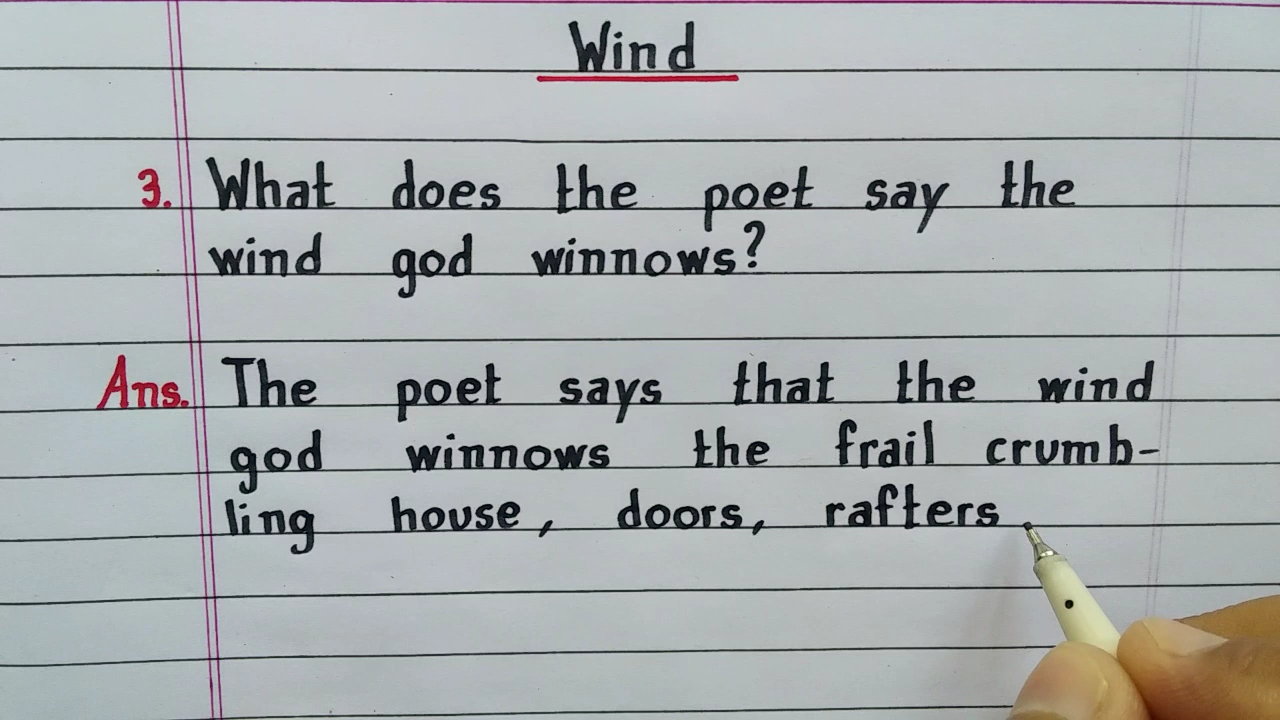 Wind
3. What does the poet say the
wind god winnows?
Ans. The poet says that the wind
god winnows the frail crumb-
ling house, doors, rafters,